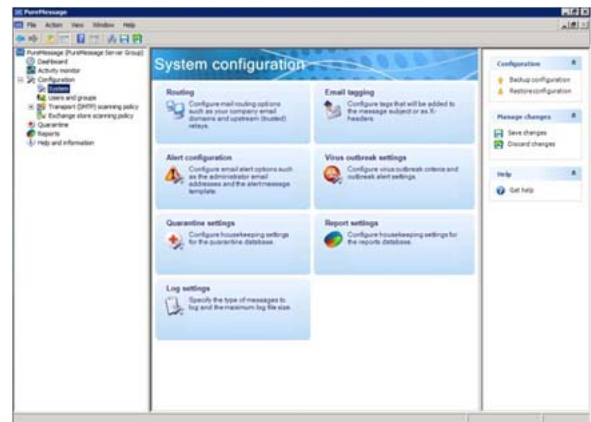 PureMessage
File Action View Window Help
PureMessage (PureMessage Server Group)
Dashboard
Activity monitor
Configuration
System
Users and groups
Transport (SMTP) scanning policy
Exchange store scanning policy
Quarantine
Reports
Help and information
System configuration
Routing
Configure mail routing options
such as your company email
domains and upstream (trusted)
relays.
Email tagging
Configure tags that will be added to
the message subject or as X-
headers.
Alert configuration
Configure email alert options such
as the administrator email
addresses and the alert message
template.
Virus outbreak settings
Configure virus outbreak criteria and
outbreak alert settings.
Quarantine settings
Configure housekeeping settings
for the quarantine database.
Report settings
Configure housekeeping settings for
the reports database.
Log settings
Specify the type of messages to
log and the maximum log file size.
Configuration
Backup configuration
Restore configuration
Manage changes
Save changes
Discard changes
Help
Get help